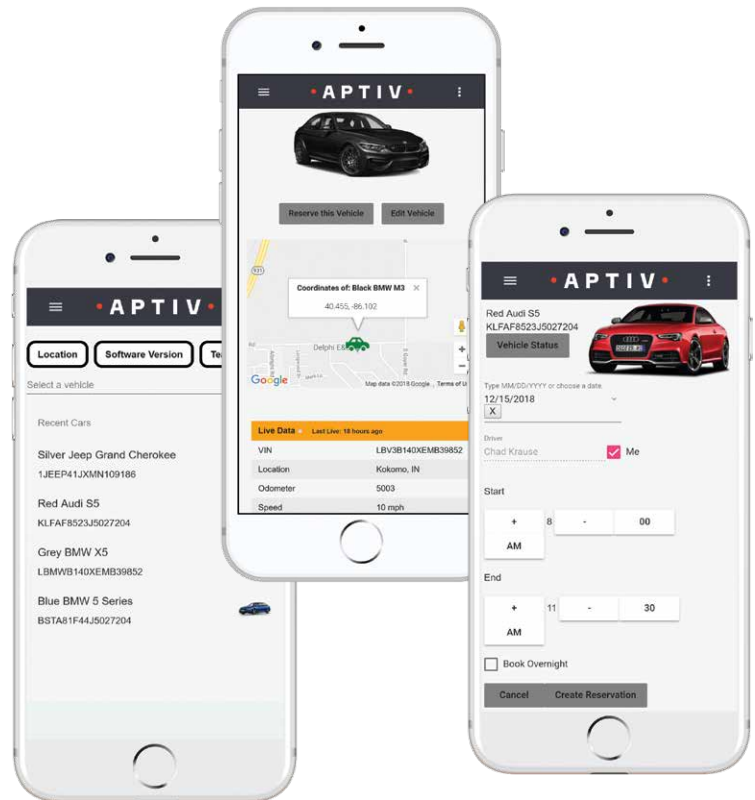 APTIV
Location
Software Version
Select a vehicle
Recent Cars
Silver Jeep Grand Cherokee
1JEEP41JXMN109186
Red Audi S5
KLFAF8523J5027204
Grey BMW X5
LBMWB140XEMB39852
Blue BMW 5 Series
BSTA81F44J5027204
APTIV
Reserve this Vehicle Edit Vehicle
931
Coordinates of: Black BMW M3 ×
40.455,-86.102
+
−
Google
Map data ©2018 Google
Live Data Last Live: 18 hours ago
VIN LBV3B140XEMB39852
Location Kokomo, IN
Odometer 5003
Speed 10 mph
APTIV
Red Audi S5
KLFAF8523J5027204
Vehicle Status
Type MM/DD/YYYY or choose a date
12/15/2018
X
Driver
Chad Krause Me
Start
+ 8 - 00
AM
End
+ 11 - 30
AM
Book Overnight
Cancel Create Reservation